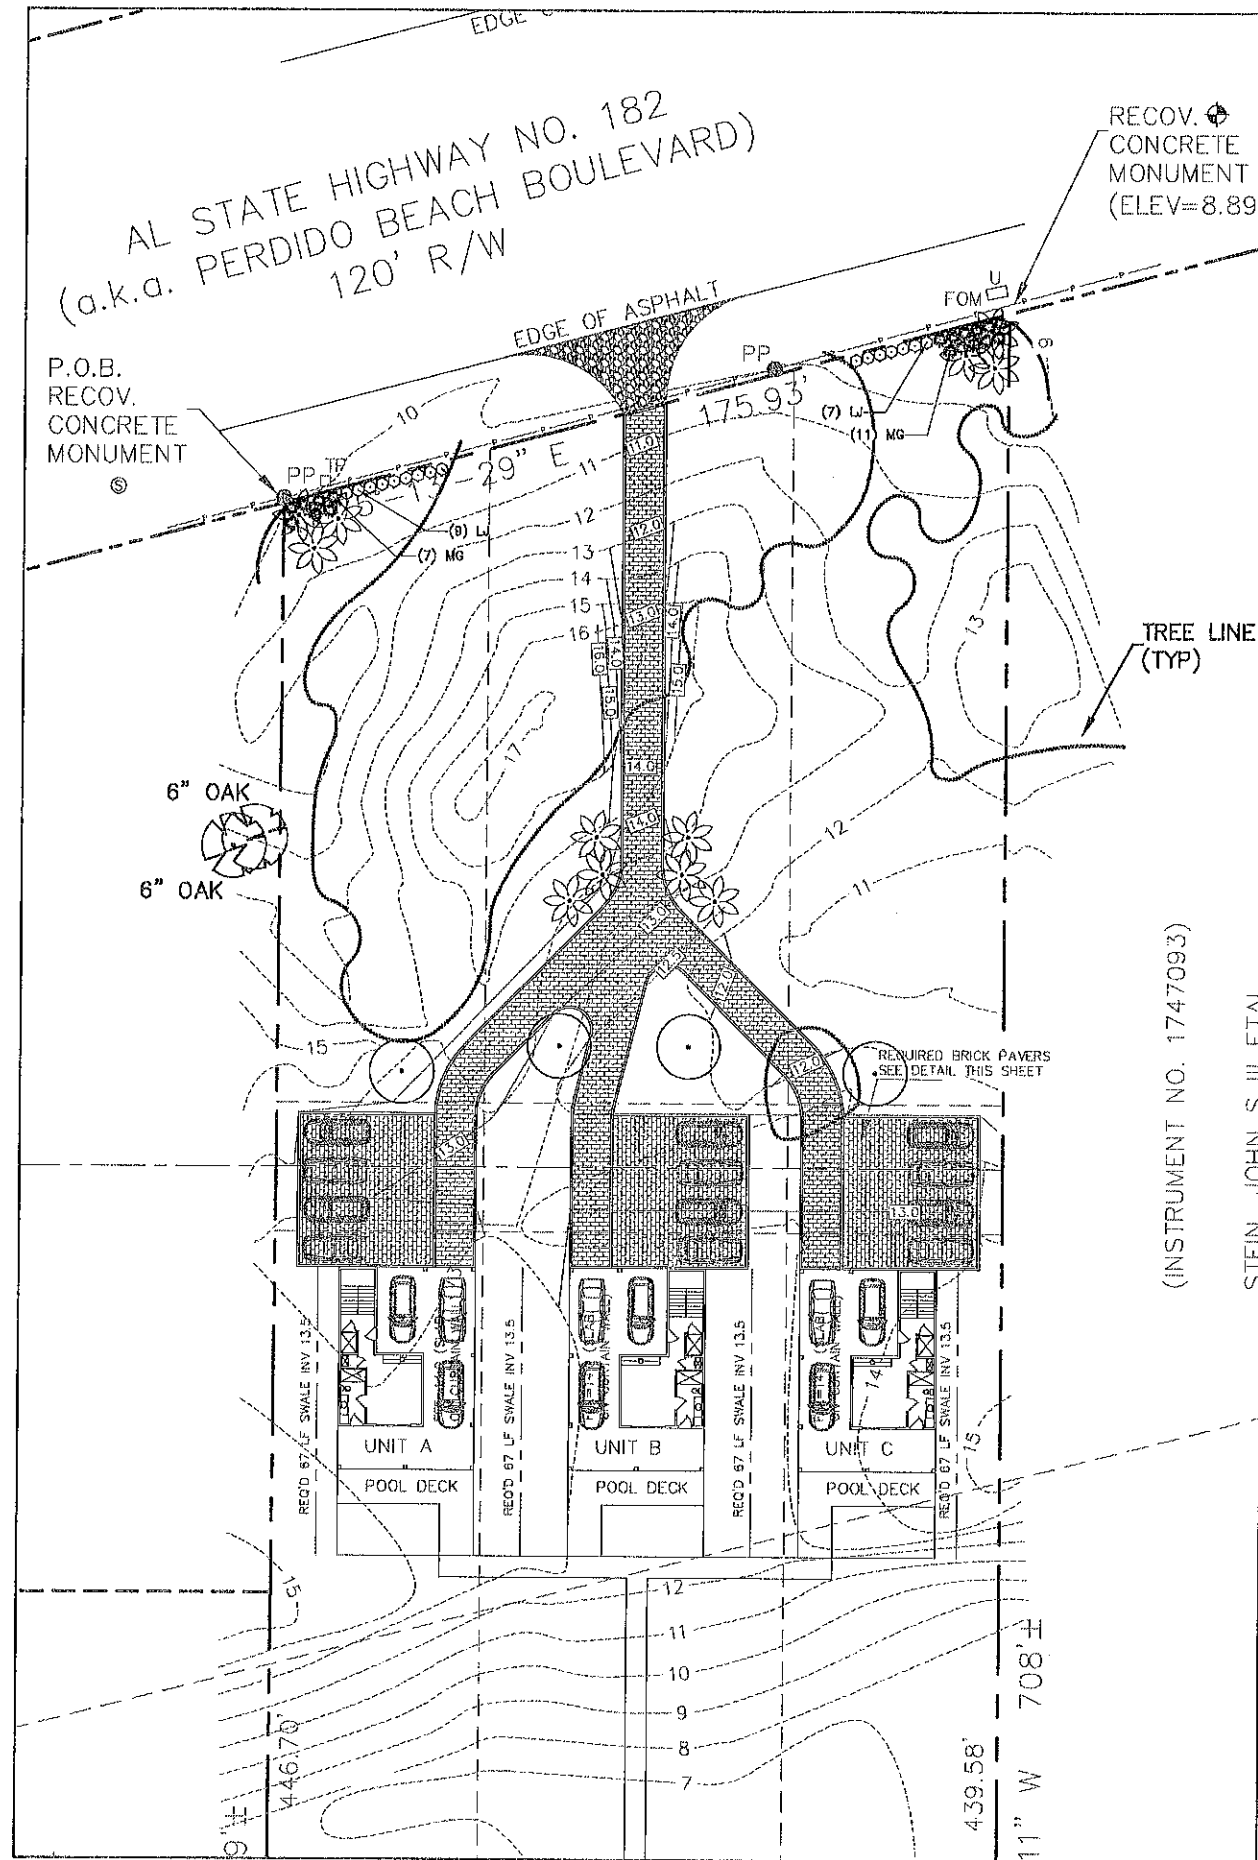 EDGE
AL STATE HIGHWAY NO. 182
(a.k.a. PERDIDO BEACH BOULEVARD)
120' R/W
RECOV.
CONCRETE
MONUMENT
(ELEV=8.89
EDGE OF ASPHALT
U
FOM
P.O.B.
RECOV.
CONCRETE
MONUMENT
S
PP
TP
PP
175.93'
29" E
(7) LJ
(11) MG
(8) LJ
(7) MG
9
10
11
12
13
14
15
16
17
11.0
12.0
13.0
14.0
14.0
15.0
16.0
14.0
15.0
14.0
13
TREE LINE
(TYP)
6" OAK
6" OAK
12
11
13.0
12.5
12.0
12.0
15
REQUIRED BRICK PAVERS
SEE DETAIL THIS SHEET
13.0
13.0
(INSTRUMENT NO. 1747093)
STEIN, JOHN S III ETAL
REQ'D 67 LF SWALE INV 13.5
REQ'D 67 LF SWALE INV 13.5
REQ'D 67 LF SWALE INV 13.5
REQ'D 67 LF SWALE INV 13.5
14
15
UNIT A
UNIT B
UNIT C
POOL DECK
POOL DECK
POOL DECK
15
12
11
10
9
8
7
446.70'
9'±
439.58'
11" W 708'±